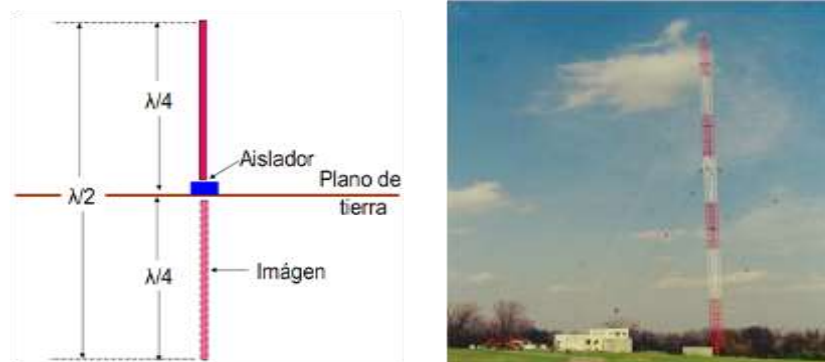 λ/4
Aislador
Plano de
tierra
λ/2
λ/4
Imágen